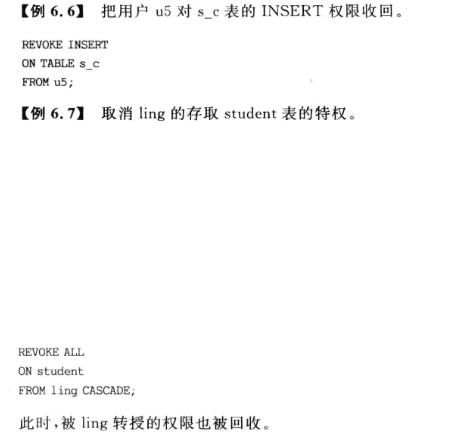 【例 6.6】 把用户 u5 对 s_c 表的 INSERT 权限收回。
REVOKE INSERT
ON TABLE s_c
FROM u5;
【例 6.7】 取消 ling 的存取 student 表的特权。
REVOKE ALL
ON student
FROM ling CASCADE;
此时,被 ling 转授的权限也被回收。